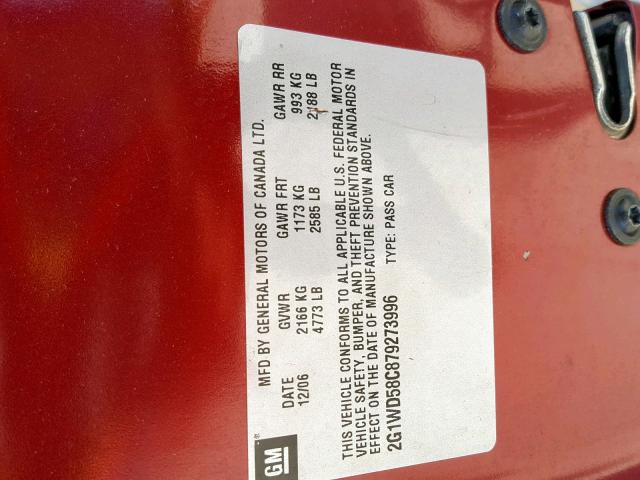 GM
MFD BY GENERAL MOTORS OF CANADA LTD.
DATE GVWR GAWR FRT GAWR RR
12/06 2166 KG 1173 KG 993 KG
4773 LB 2585 LB 2188 LB
THIS VEHICLE CONFORMS TO ALL APPLICABLE U.S. FEDERAL MOTOR
VEHICLE SAFETY, BUMPER, AND THEFT PREVENTION STANDARDS IN
EFFECT ON THE DATE OF MANUFACTURE SHOWN ABOVE.
2G1WD58C879273996 TYPE: PASS CAR